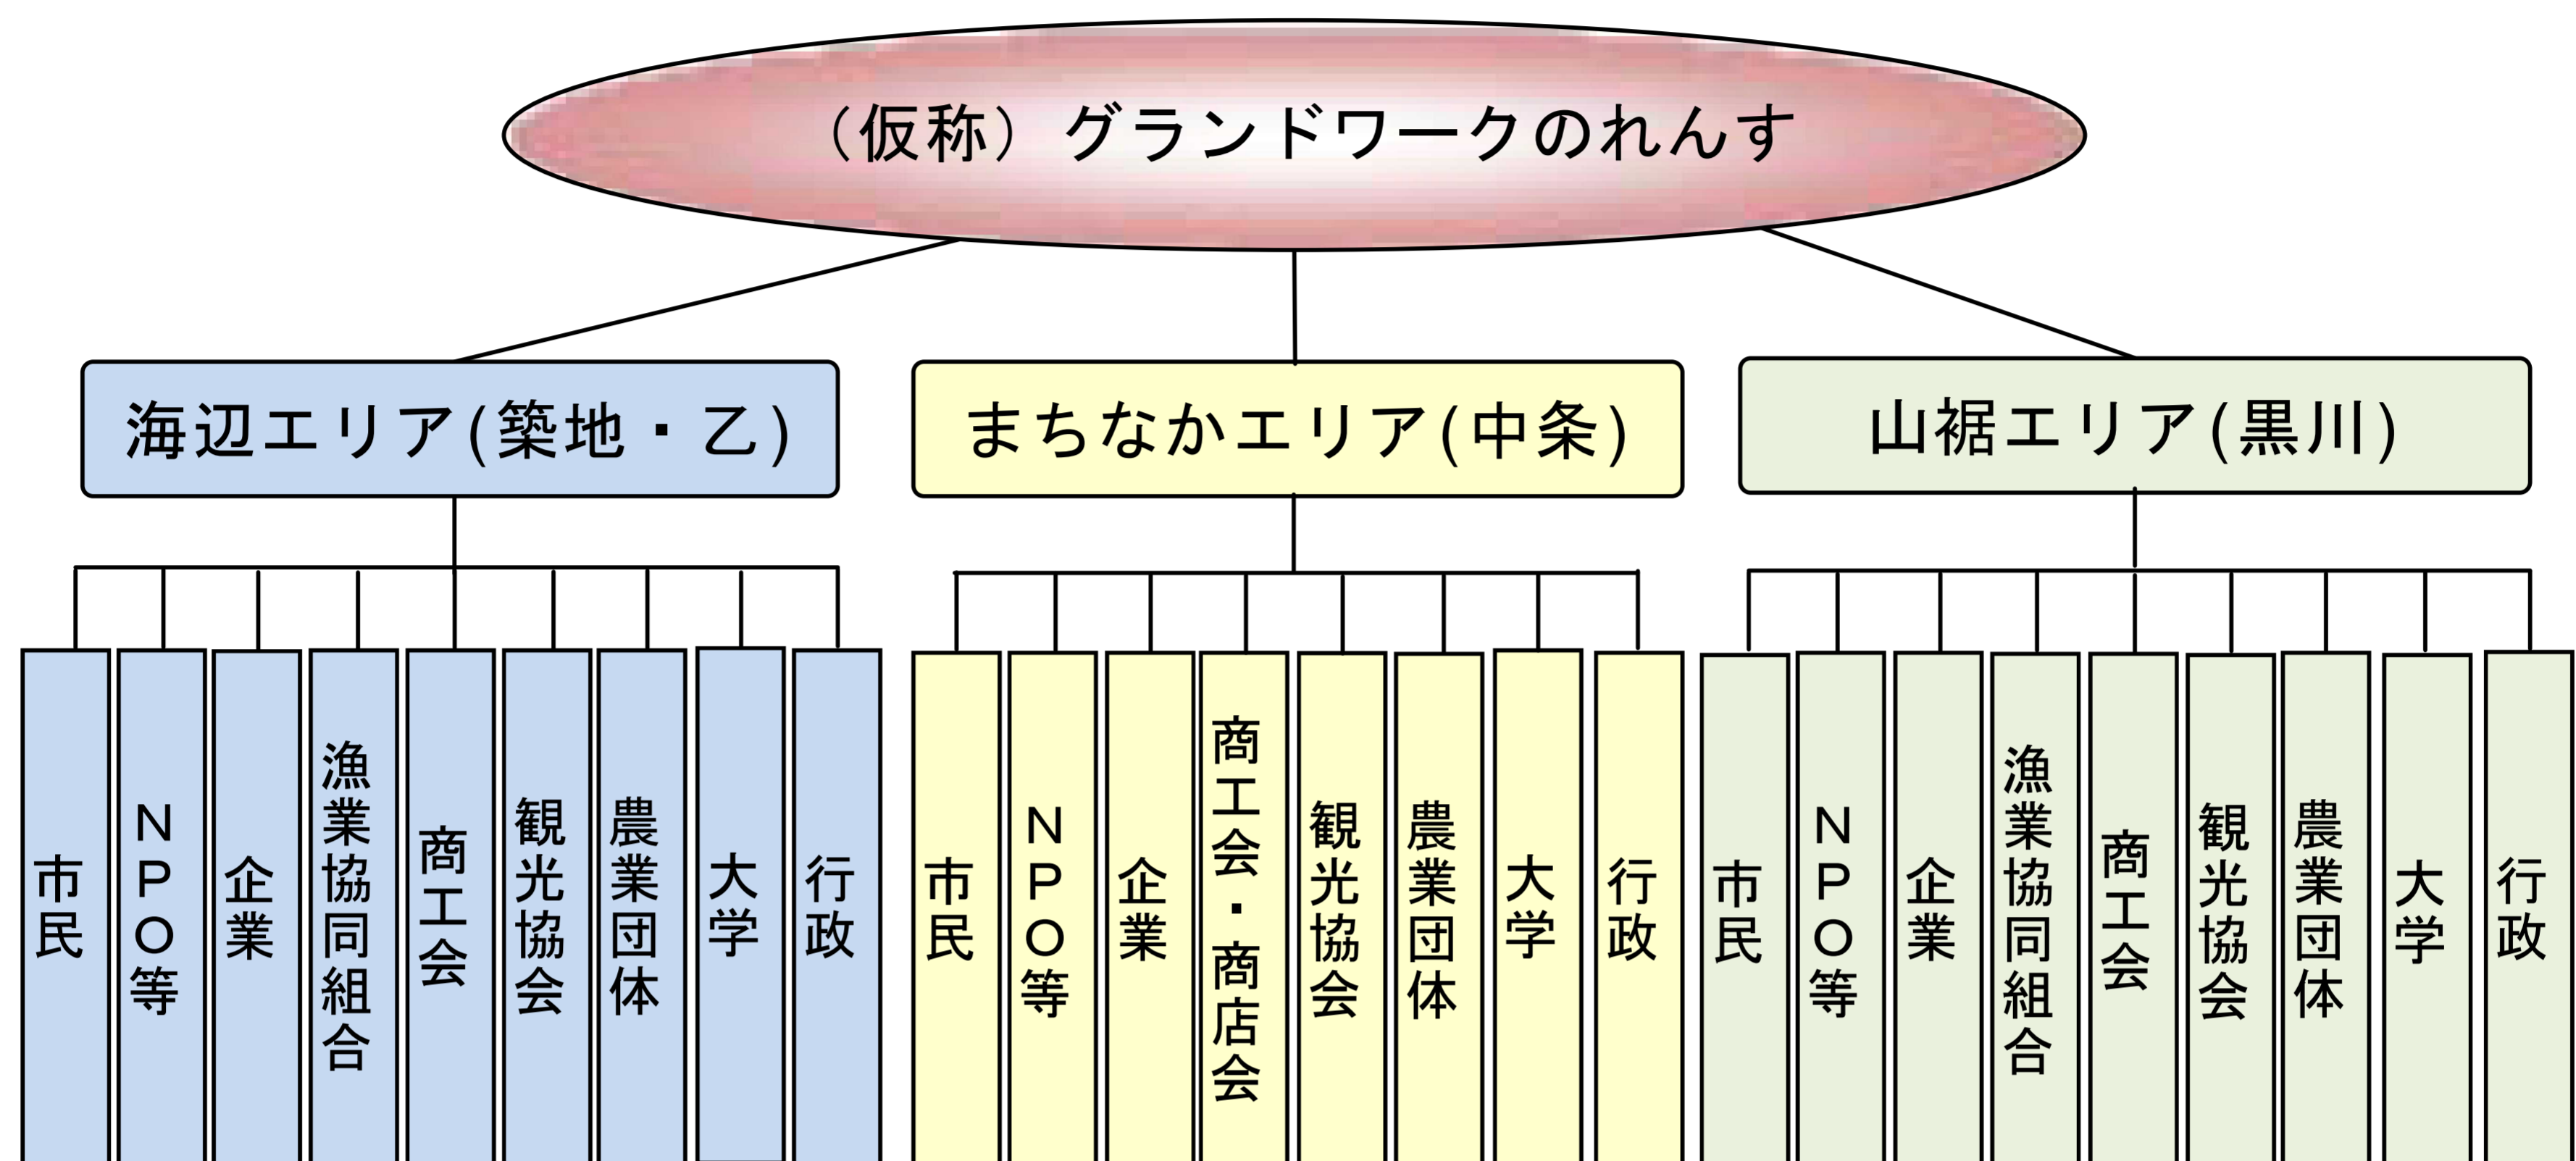 （仮称）グランドワークのれんす
海辺エリア(築地・乙)
まちなかエリア(中条)
山裾エリア(黒川)
市民
ＮＰＯ等
企業
漁業協同組合
商工会
観光協会
農業団体
大学
行政
市民
ＮＰＯ等
企業
商工会・商店会
観光協会
農業団体
大学
行政
市民
ＮＰＯ等
企業
漁業協同組合
商工会
観光協会
農業団体
大学
行政